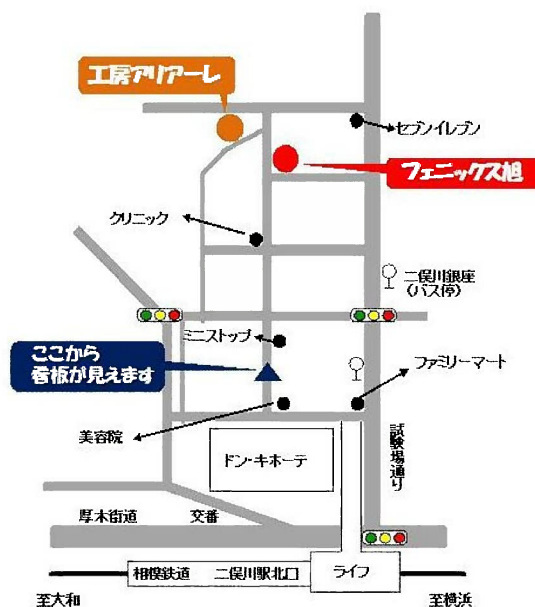 工房アリアーレ
セブンイレブン
フェニックス旭
クリニック
二俣川銀座
（バス停）
ミニストップ
ここから
看板が見えます
ファミリーマート
美容院
ドン・キホーテ
試験場通り
厚木街道
交番
相模鉄道 二俣川駅北口
ライフ
至大和
至横浜